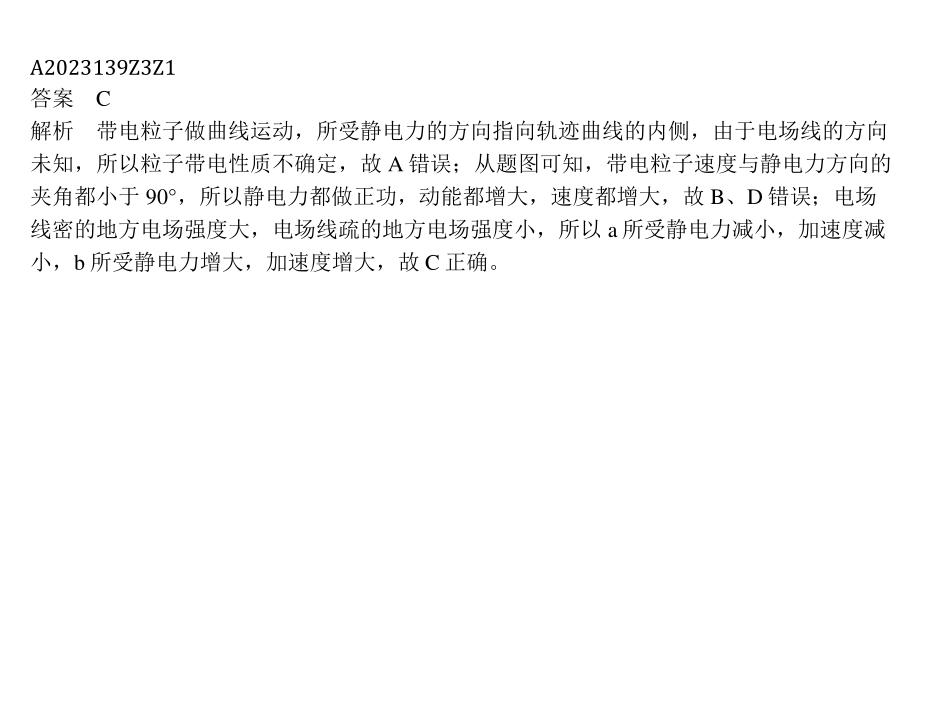 A2023139Z3Z1
答案　C
解析　带电粒子做曲线运动，所受静电力的方向指向轨迹曲线的内侧，由于电场线的方向
未知，所以粒子带电性质不确定，故 A 错误；从题图可知，带电粒子速度与静电力方向的
夹角都小于 90°，所以静电力都做正功，动能都增大，速度都增大，故 B、D 错误；电场
线密的地方电场强度大，电场线疏的地方电场强度小，所以 a 所受静电力减小，加速度减
小，b 所受静电力增大，加速度增大，故 C 正确。